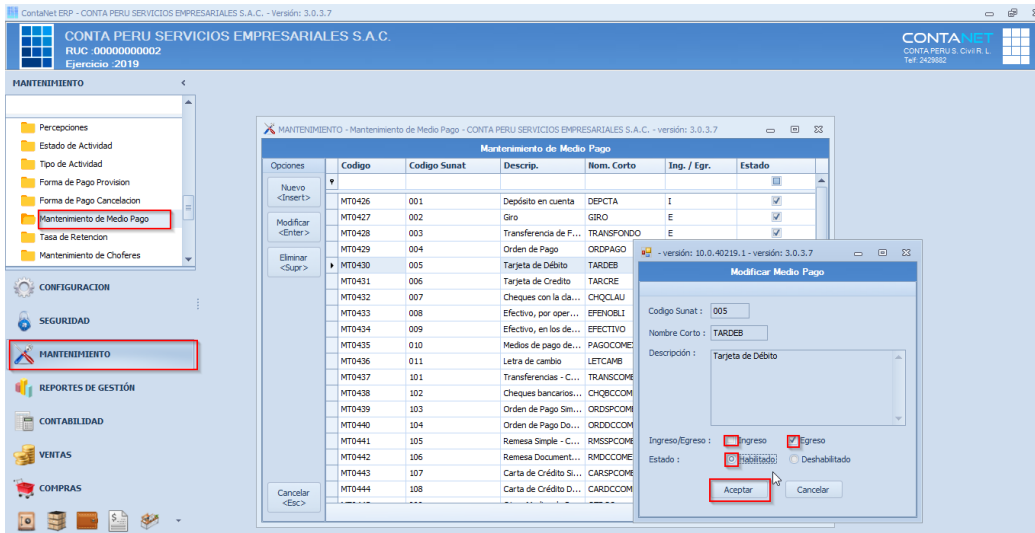 ContaNet ERP - CONTA PERU SERVICIOS EMPRESARIALES S.A.C. - Versión: 3.0.3.7
CONTA PERU SERVICIOS EMPRESARIALES S.A.C.
RUC :00000000002
Ejercicio :2019
CONTANET
CONTA PERU S. Civil R. L
Telf: 2429882
MANTENIMIENTO
Percepciones
Estado de Actividad
Tipo de Actividad
Forma de Pago Provision
Forma de Pago Cancelacion
Mantenimiento de Medio Pago
Tasa de Retencion
Mantenimiento de Choferes
CONFIGURACION
SEGURIDAD
MANTENIMIENTO
REPORTES DE GESTIÓN
CONTABILIDAD
VENTAS
COMPRAS
MANTENIMIENTO - Mantenimiento de Medio Pago - CONTA PERU SERVICIOS EMPRESARIALES S.A.C. - versión: 3.0.3.7
Mantenimiento de Medio Pago
Opciones
Nuevo
<Insert>
Modificar
<Enter>
Eliminar
<Supr>
Cancelar
<Esc>
Codigo Codigo Sunat Descrip. Nom. Corto Ing. / Egr. Estado
MT0426 001 Depósito en cuenta DEPCTA I
MT0427 002 Giro GIRO E
MT0428 003 Transferencia de F... TRANSFONDO E
MT0429 004 Orden de Pago ORDPAGO
MT0430 005 Tarjeta de Débito TARDEB
MT0431 006 Tarjeta de Credito TARCRE
MT0432 007 Cheques con la cla... CHQCLAU
MT0433 008 Efectivo, por oper... EFENOBLI
MT0434 009 Efectivo, en los de... EFECTIVO
MT0435 010 Medios de pago de... PAGOCOME
MT0436 011 Letra de cambio LETCAMB
MT0437 101 Transferencias - C... TRANSCOME
MT0438 102 Cheques bancarios... CHQBCCOM
MT0439 103 Orden de Pago Sim... ORDSPCOME
MT0440 104 Orden de Pago Do... ORDDCCOM
MT0441 105 Remesa Simple - C... RMSSPCOME
MT0442 106 Remesa Document... RMDCCOME
MT0443 107 Carta de Crédito Si... CARSPCOME
MT0444 108 Carta de Crédito D... CARDCCOM
- versión: 10.0.40219.1 - versión: 3.0.3.7
Modificar Medio Pago
Codigo Sunat : 005
Nombre Corto : TARDEB
Descripción : Tarjeta de Débito
Ingreso/Egreso : Ingreso Egreso
Estado : Habilitado Deshabilitado
Aceptar Cancelar